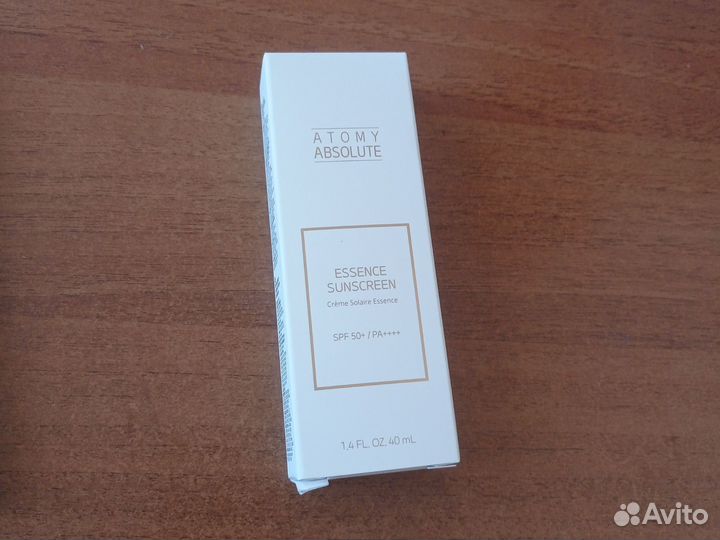 ATOMY
ABSOLUTE
ESSENCE
SUNSCREEN
Crème Solaire Essence
SPF 50+ / PA++++
1.4 FL. OZ. 40 mL
Avito